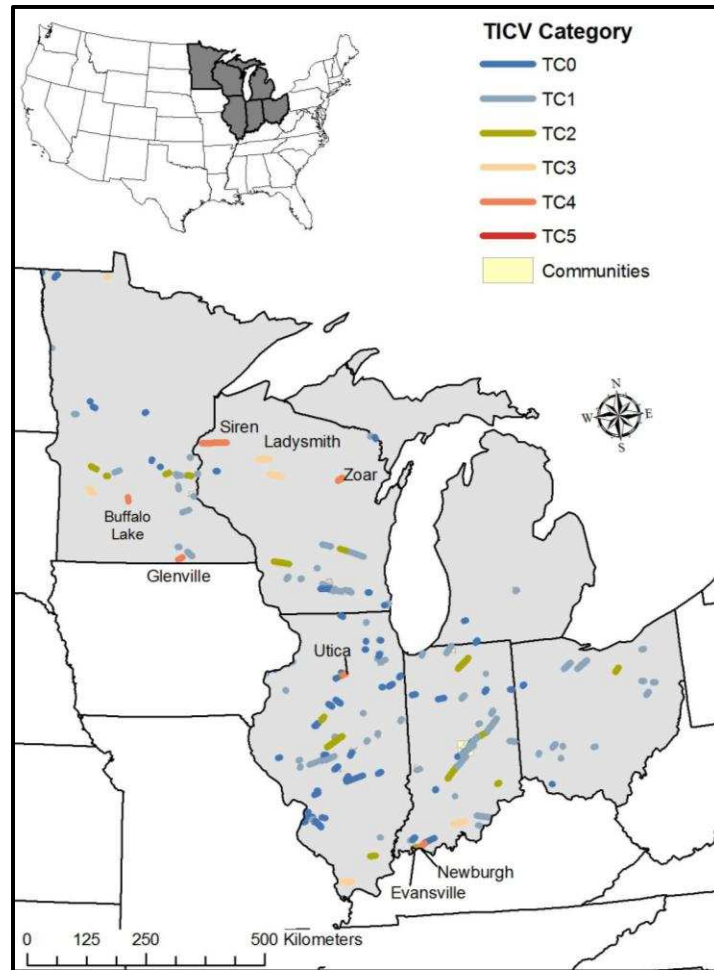 TICV Category
TC0
TC1
TC2
TC3
TC4
TC5
Communities
N
W E
S
Siren
Ladysmith
Zoar
Buffalo
Lake
Glenville
Utica
Newburgh
Evansville
0 125 250 500 Kilometers